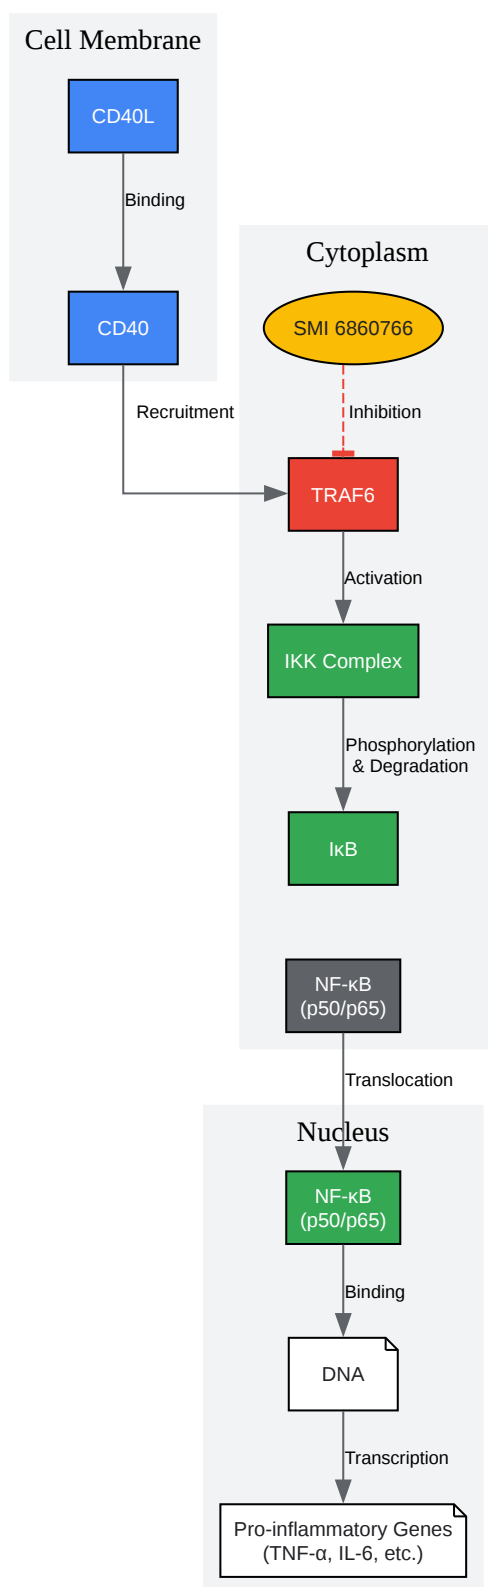 Cell Membrane
CD40L
Binding
CD40
Cytoplasm
SMI 6860766
Recruitment
Inhibition
TRAF6
Activation
IKK Complex
Phosphorylation
& Degradation
IκB
NF-κB
(p50/p65)
Translocation
Nucleus
NF-κB
(p50/p65)
Binding
DNA
Transcription
Pro-inflammatory Genes
(TNF-α, IL-6, etc.)